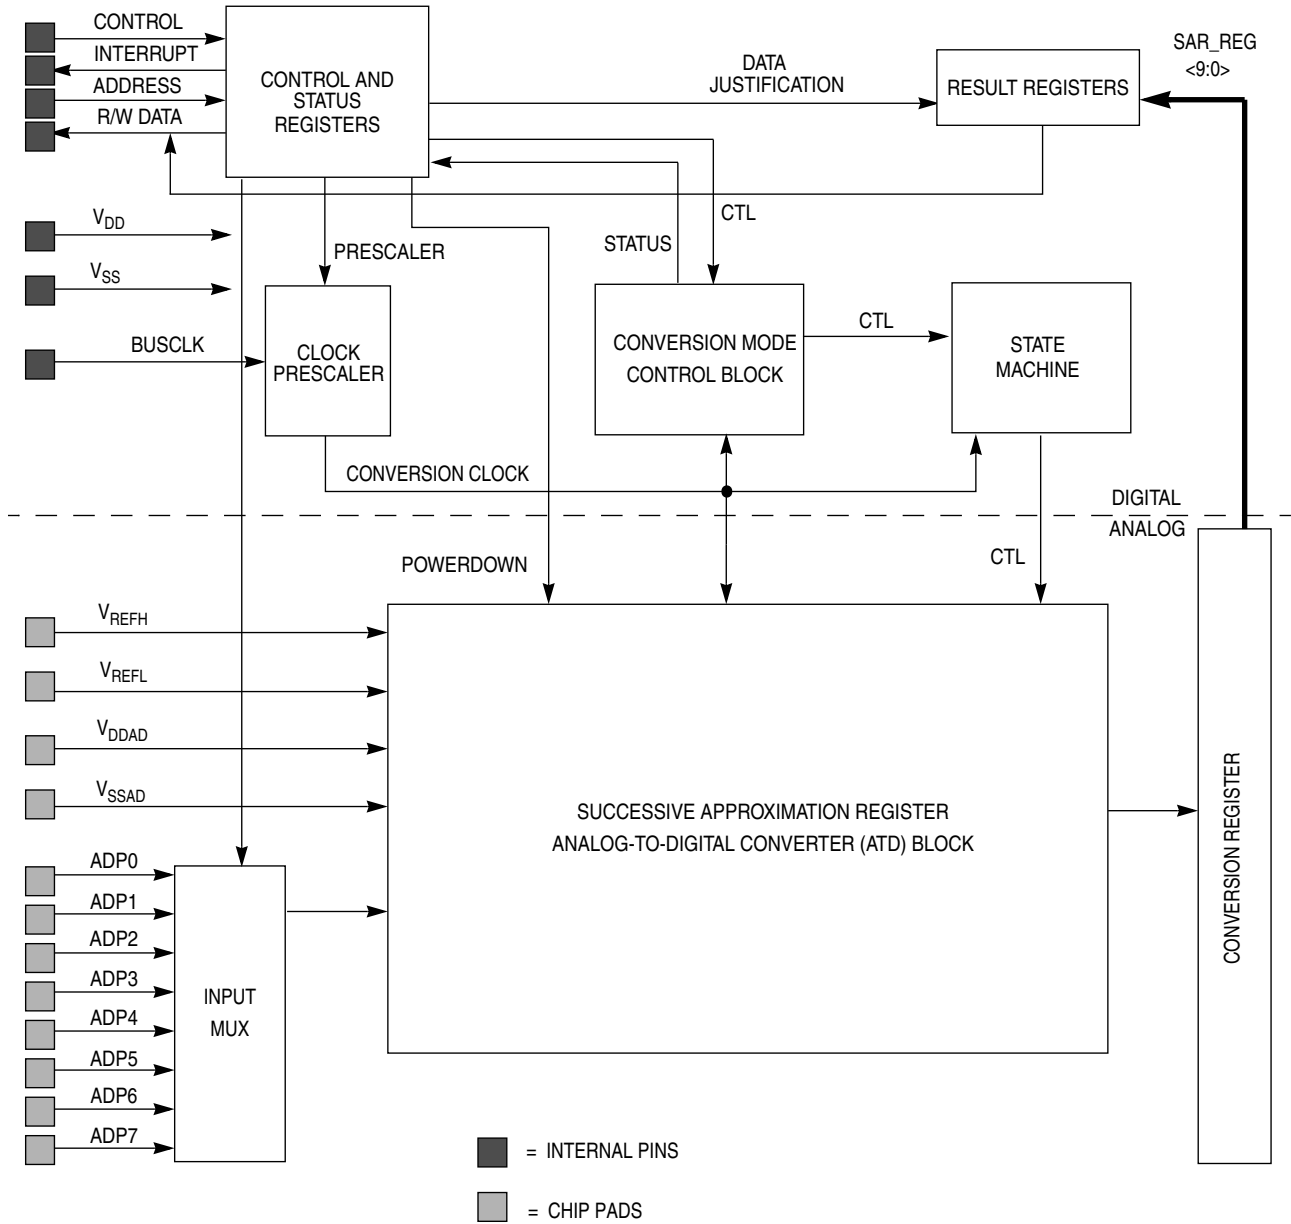 CONTROL
INTERRUPT
ADDRESS
R/W DATA
CONTROL AND
STATUS
REGISTERS
DATA
JUSTIFICATION
RESULT REGISTERS
SAR_REG
<9:0>
VDD
VSS
PRESCALER
STATUS
CTL
BUSCLK
CLOCK
PRESCALER
CONVERSION MODE
CONTROL BLOCK
CTL
STATE
MACHINE
CONVERSION CLOCK
DIGITAL
ANALOG
POWERDOWN
CTL
VREFH
VREFL
VDDAD
VSSAD
SUCCESSIVE APPROXIMATION REGISTER
ANALOG-TO-DIGITAL CONVERTER (ATD) BLOCK
CONVERSION REGISTER
ADP0
ADP1
ADP2
ADP3
ADP4
ADP5
ADP6
ADP7
INPUT
MUX
= INTERNAL PINS
= CHIP PADS